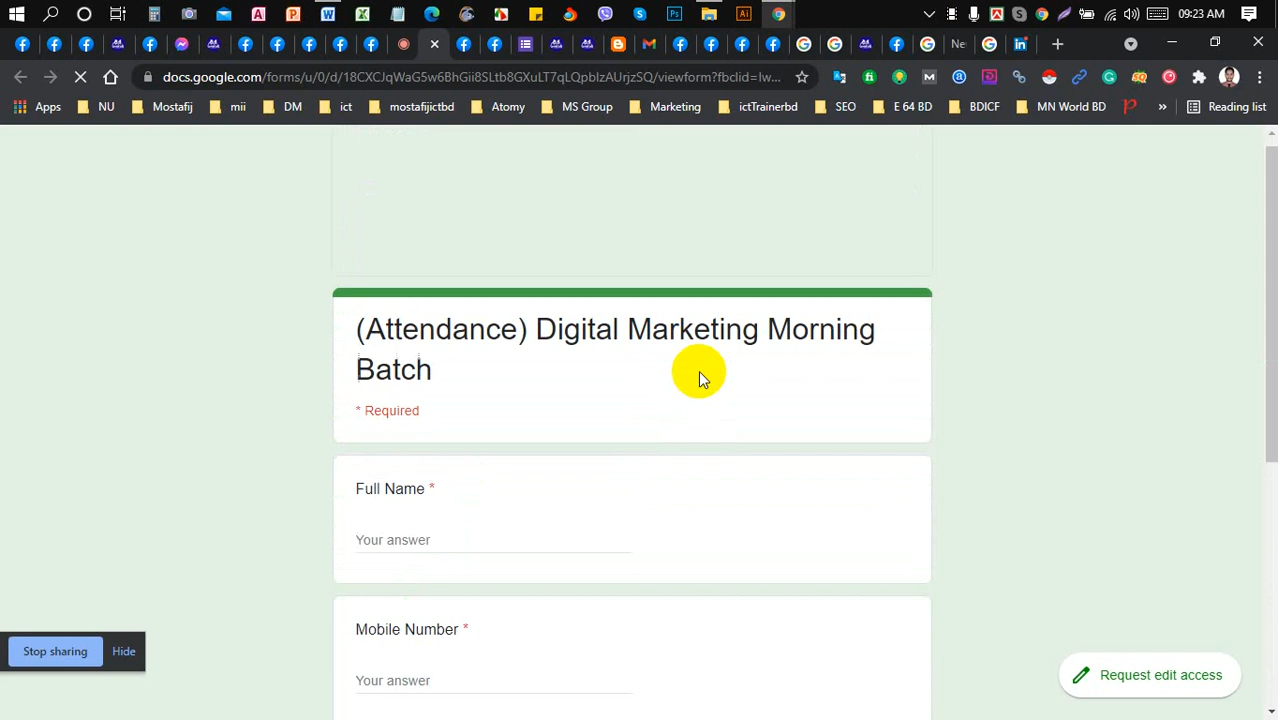 09:23 AM
docs.google.com/forms/u/0/d/18CXCJqWaG5w6BhGii8SLtb8GXuLT7qLQpbIzAUrjzSQ/viewform?fbclid=Iw...
Apps NU Mostafij mii DM ict mostafijictbd Atomy MS Group Marketing ictTrainerbd SEO E 64 BD BDICF MN World BD » Reading list
(Attendance) Digital Marketing Morning
Batch
* Required
Full Name *
Your answer
Mobile Number *
Your answer
Stop sharing Hide
Request edit access